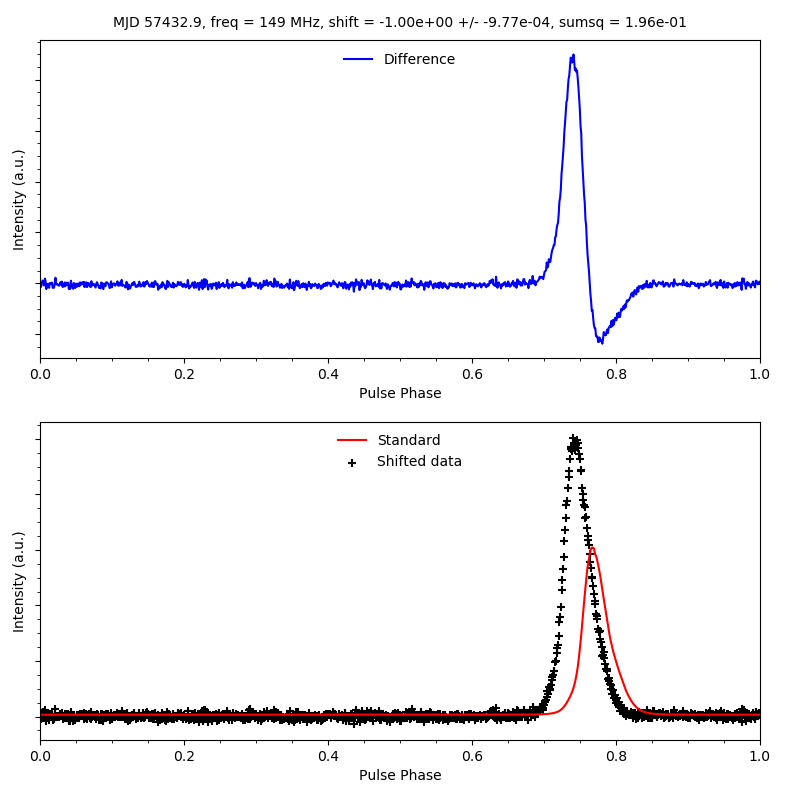 MJD 57432.9, freq = 149 MHz, shift = -1.00e+00 +/- -9.77e-04, sumsq = 1.96e-01
Difference
Intensity (a.u.)
0.0 0.2 0.4 0.6 0.8 1.0
Pulse Phase
Standard
Shifted data
Intensity (a.u.)
0.0 0.2 0.4 0.6 0.8 1.0
Pulse Phase